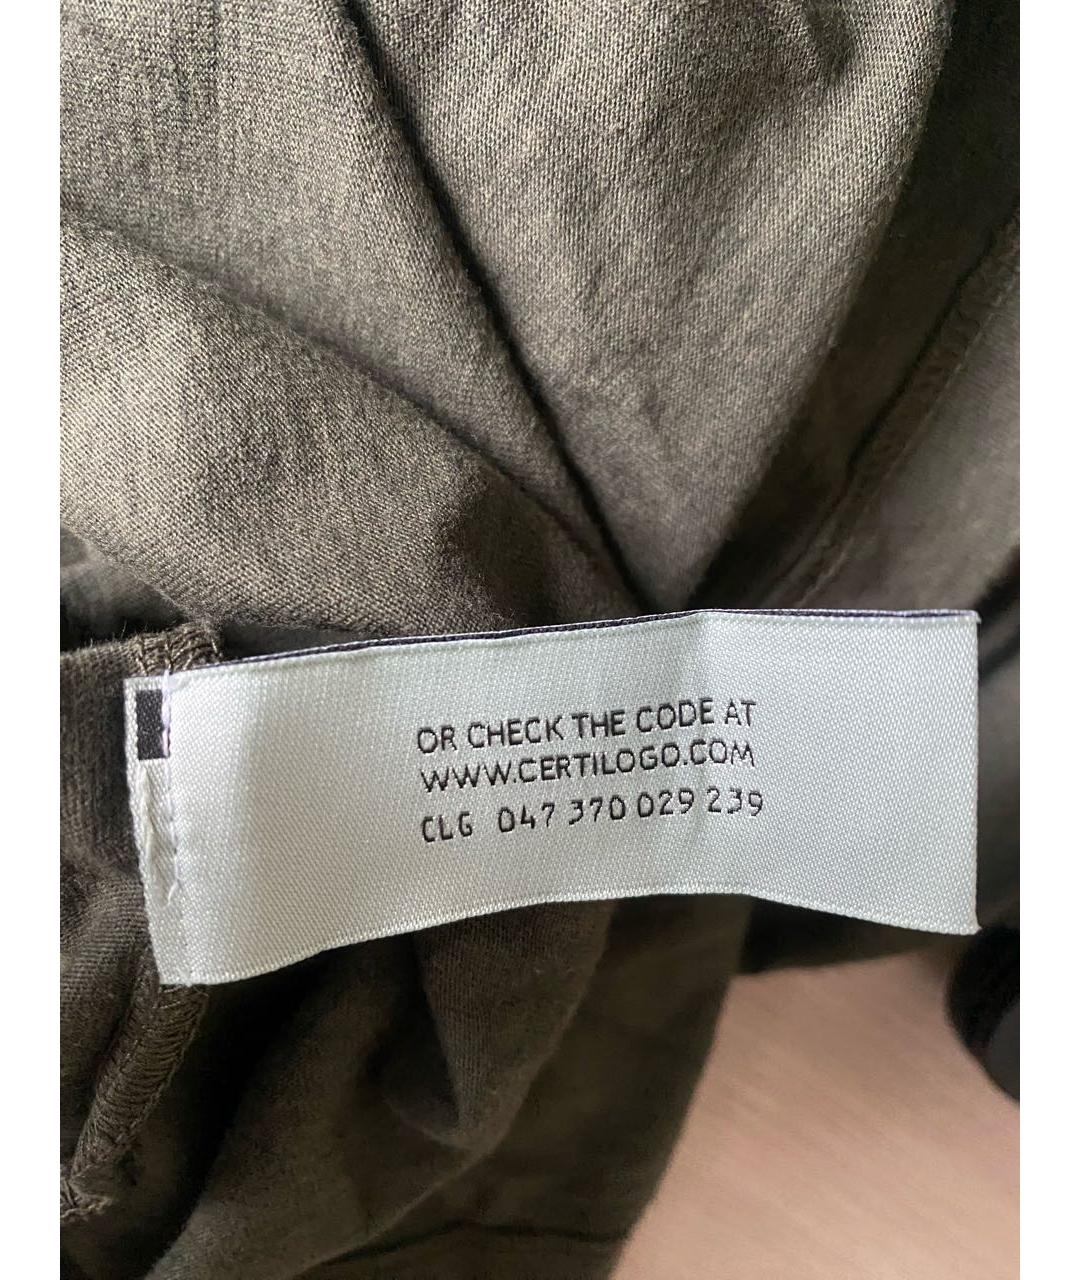 OR CHECK THE CODE AT
WWW.CERTILOGO.COM
CLG 047 370 029 239